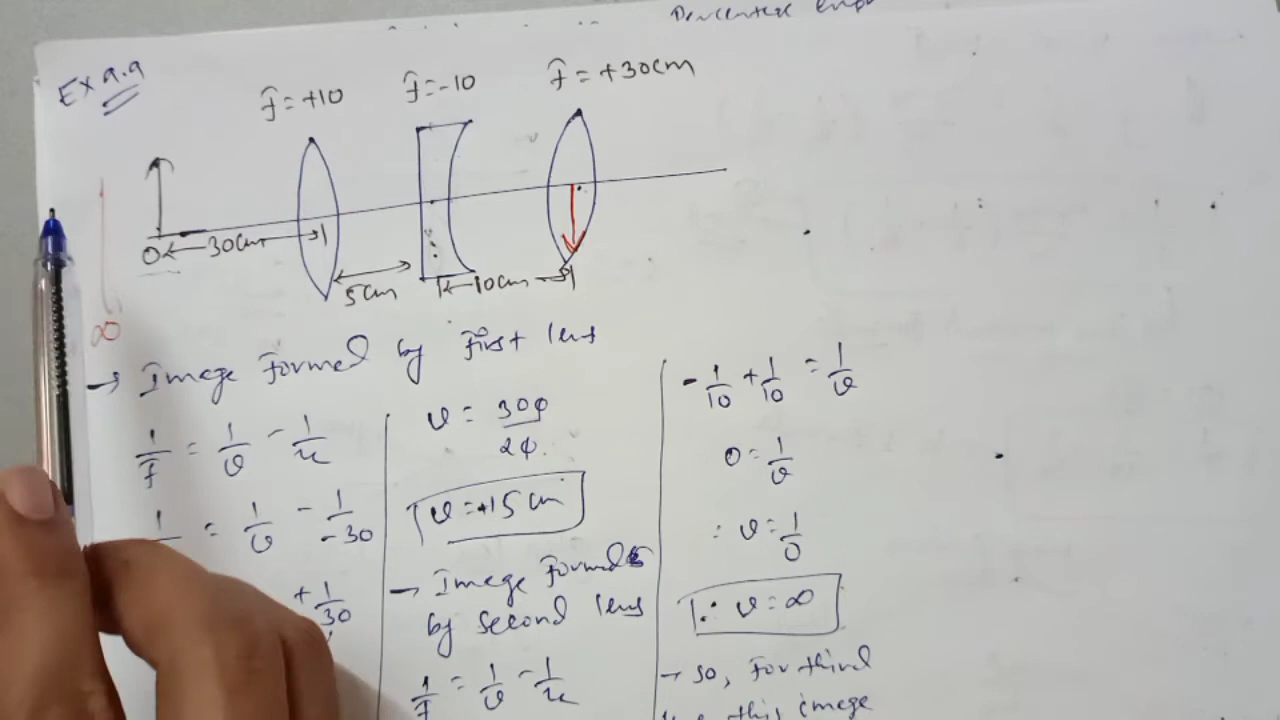 Ex 9.9
f = +10
f = -10
f = +30cm
O
30cm
5cm
10cm
∞
→ Image Formed by First lens
1/f = 1/v - 1/u
= 1/v - 1/-30
+ 1/30
v = 300/20
v = +15 cm
→ Image Formed
by second lens
1/f = 1/v - 1/u
- 1/10 + 1/10 = 1/v
0 = 1/v
∴ v = 1/0
∴ v = ∞
→ so, For third
this image